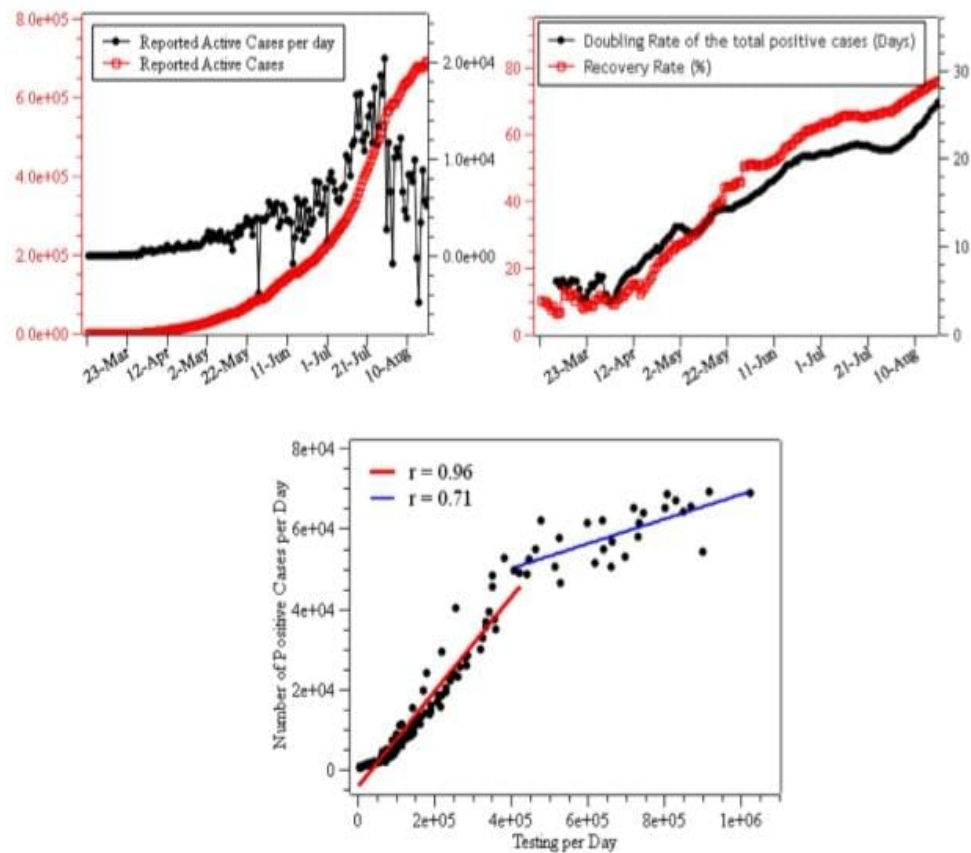 8.0e+05
6.0e+05
4.0e+05
2.0e+05
0.0e+00
Reported Active Cases per day
Reported Active Cases
2.0e+04
1.0e+04
0.0e+00
23-Mar
12-Apr
2-May
22-May
11-Jun
1-Jul
21-Jul
10-Aug
80
60
40
20
0
Doubling Rate of the total positive cases (Days)
Recovery Rate (%)
30
20
10
0
23-Mar
12-Apr
2-May
22-May
11-Jun
1-Jul
21-Jul
10-Aug
Number of Positive Cases per Day
8e+04
6e+04
4e+04
2e+04
0
r = 0.96
r = 0.71
0
2e+05
4e+05
6e+05
8e+05
1e+06
Testing per Day